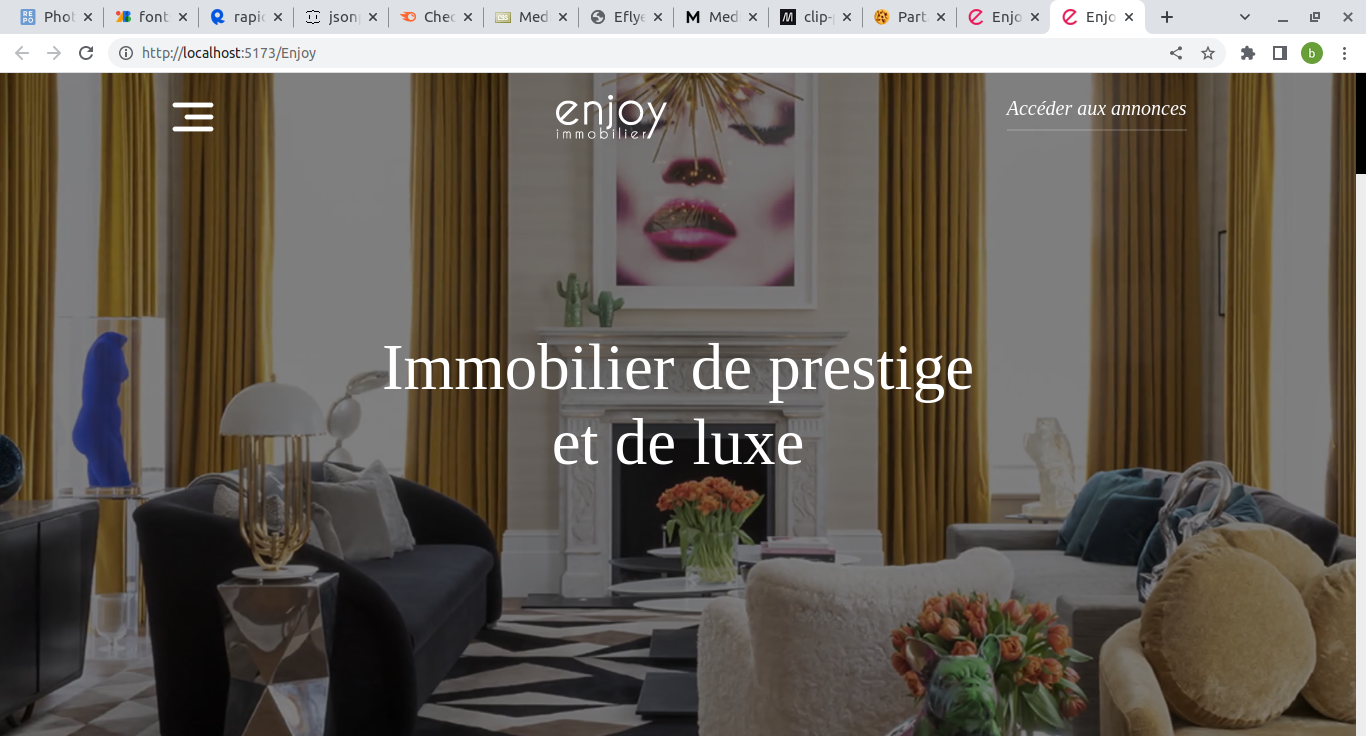 Phot
font
rapid
json
Chec
Med
Eflye
Med
clip-p
Part
Enjo
Enjo
http://localhost:5173/Enjoy
b
enjoy
immobilier
Accéder aux annonces
Immobilier de prestige
et de luxe